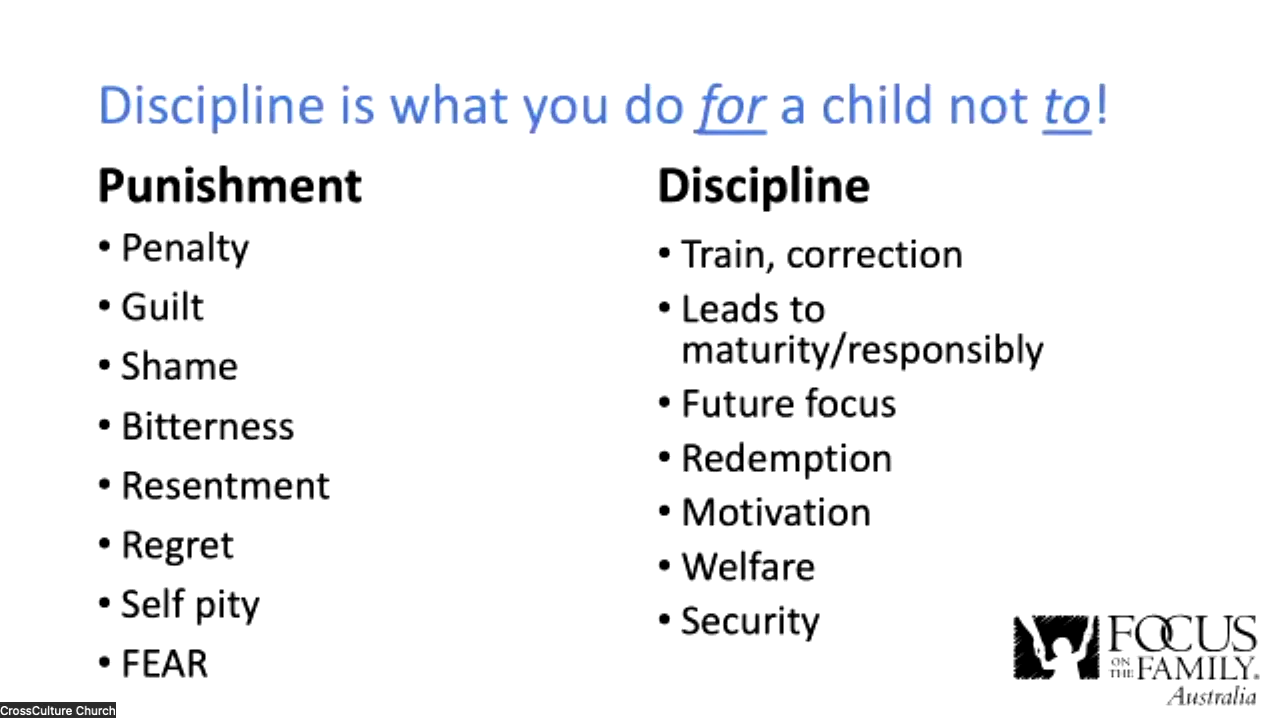 Discipline is what you do for a child not to!
Punishment
• Penalty
• Guilt
• Shame
• Bitterness
• Resentment
• Regret
• Self pity
• FEAR
Discipline
• Train, correction
• Leads to
maturity/responsibly
• Future focus
• Redemption
• Motivation
• Welfare
• Security
FOCUS
ON THE FAMILY.
Australia
CrossCulture Church